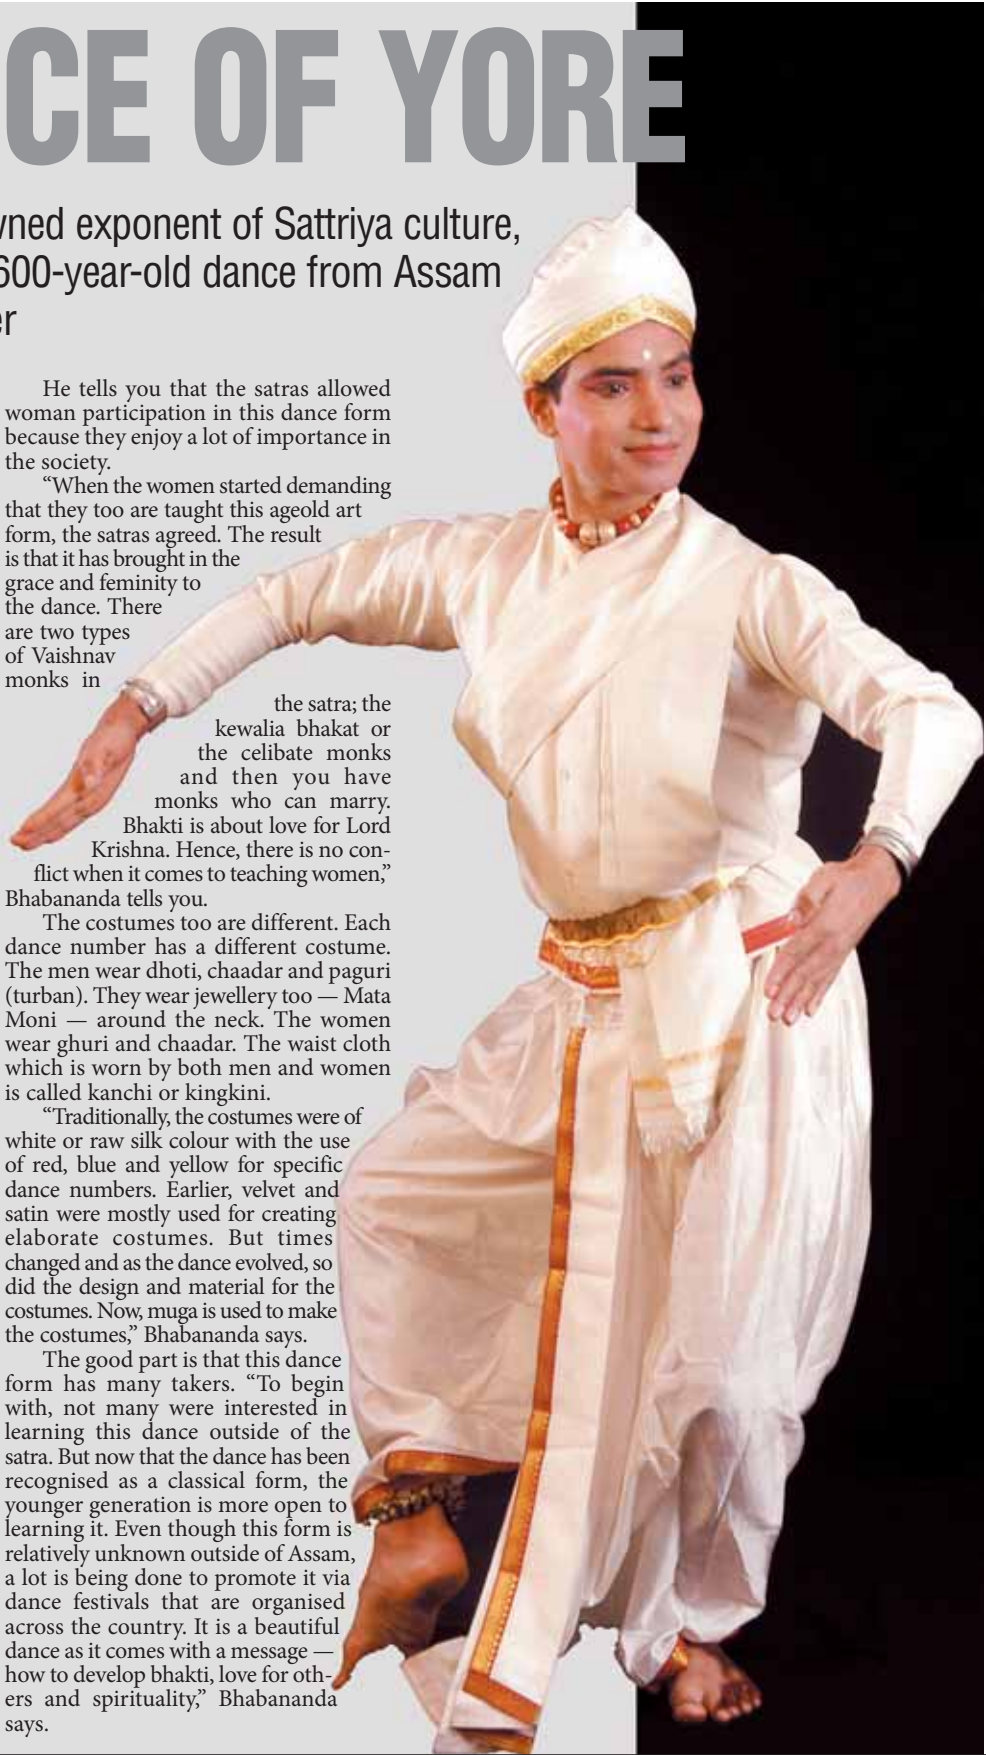 CE OF YORE
wned exponent of Sattriya culture,
600-year-old dance from Assam
er
He tells you that the satras allowed
woman participation in this dance form
because they enjoy a lot of importance in
the society.
“When the women started demanding
that they too are taught this ageold art
form, the satras agreed. The result
is that it has brought in the
grace and feminity to
the dance. There
are two types
of Vaishnav
monks in
the satra; the
kewalia bhakat or
the celibate monks
and then you have
monks who can marry.
Bhakti is about love for Lord
Krishna. Hence, there is no con-
flict when it comes to teaching women,”
Bhabananda tells you.
The costumes too are different. Each
dance number has a different costume.
The men wear dhoti, chaadar and paguri
(turban). They wear jewellery too — Mata
Moni — around the neck. The women
wear ghuri and chaadar. The waist cloth
which is worn by both men and women
is called kanchi or kingkini.
“Traditionally, the costumes were of
white or raw silk colour with the use
of red, blue and yellow for specific
dance numbers. Earlier, velvet and
satin were mostly used for creating
elaborate costumes. But times
changed and as the dance evolved, so
did the design and material for the
costumes. Now, muga is used to make
the costumes,” Bhabananda says.
The good part is that this dance
form has many takers. “To begin
with, not many were interested in
learning this dance outside of the
satra. But now that the dance has been
recognised as a classical form, the
younger generation is more open to
learning it. Even though this form is
relatively unknown outside of Assam,
a lot is being done to promote it via
dance festivals that are organised
across the country. It is a beautiful
dance as it comes with a message —
how to develop bhakti, love for oth-
ers and spirituality,” Bhabananda
says.